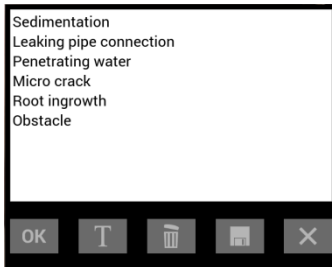 Sedimentation
Leaking pipe connection
Penetrating water
Micro crack
Root ingrowth
Obstacle
OK T